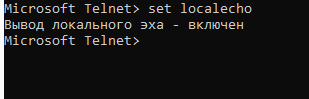 Microsoft Telnet> set localecho
Вывод локального эха - включен
Microsoft Telnet>